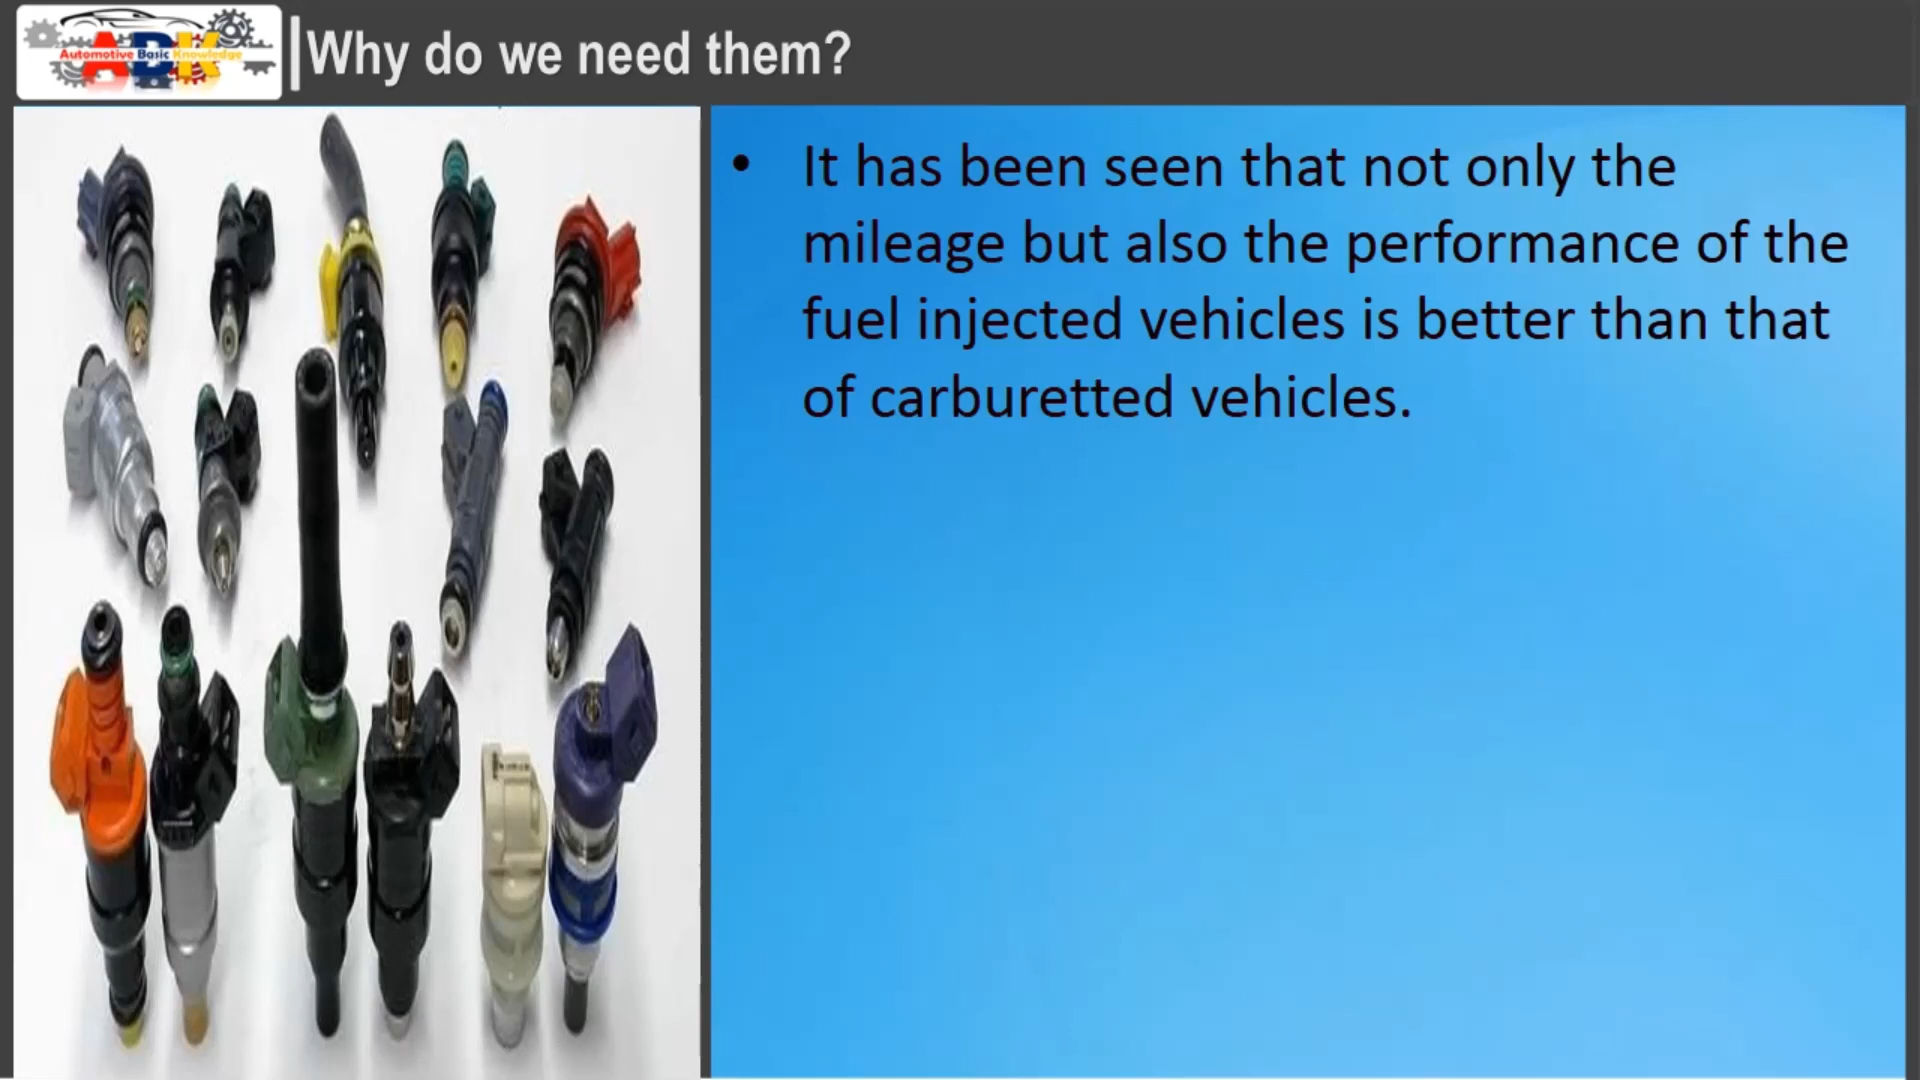 ABK
Automotive Basic Knowledge
Why do we need them?
• It has been seen that not only the
mileage but also the performance of the
fuel injected vehicles is better than that
of carburetted vehicles.